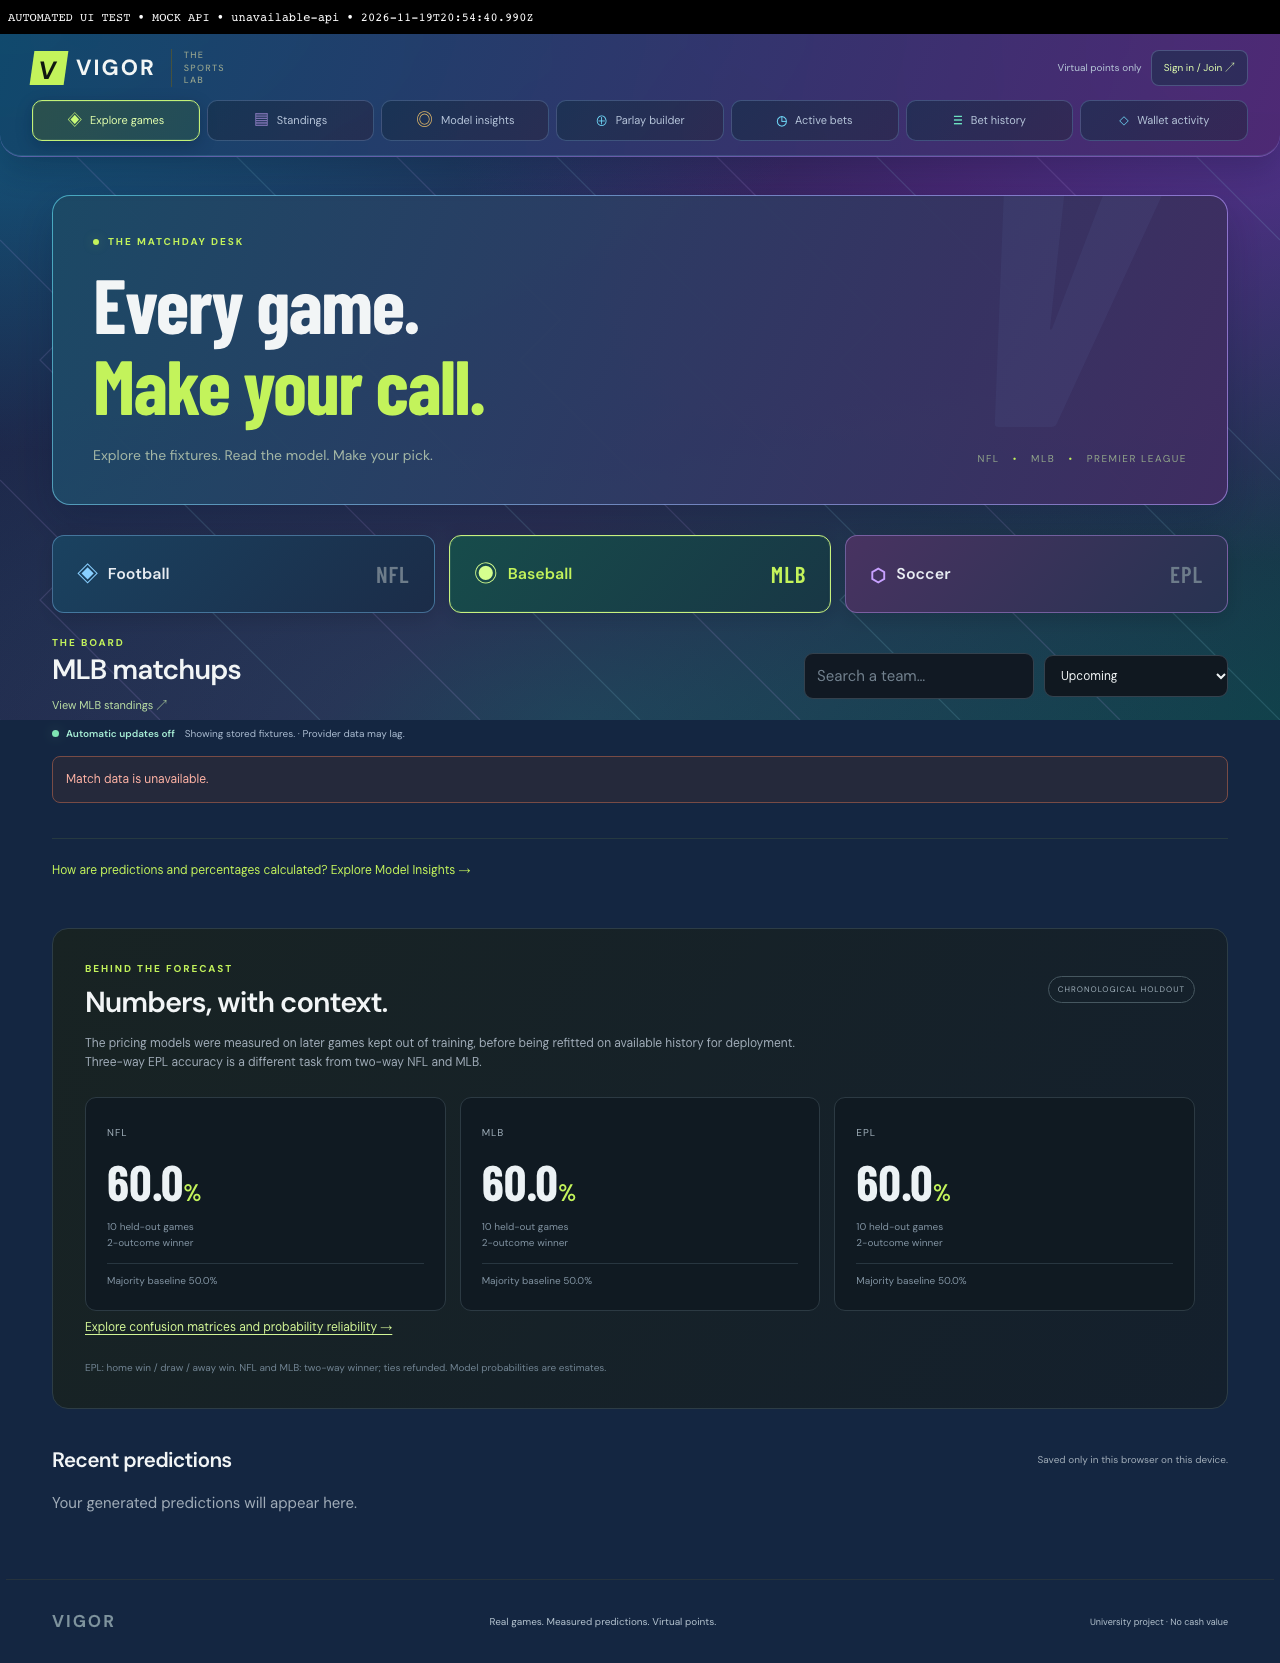 AUTOMATED UI TEST • MOCK API • unavailable-api • 2026-11-19T20:54:40.990Z
V VIGOR
THE
SPORTS
LAB
Virtual points only
Sign in / Join ↗
Explore games
Standings
Model insights
Parlay builder
Active bets
Bet history
Wallet activity
THE MATCHDAY DESK
Every game.
Make your call.
Explore the fixtures. Read the model. Make your pick.
NFL • MLB • PREMIER LEAGUE
V
Football NFL
Baseball MLB
Soccer EPL
THE BOARD
MLB matchups
Search a team...
Upcoming
View MLB standings ↗
Automatic updates off Showing stored fixtures. · Provider data may lag.
Match data is unavailable.
How are predictions and percentages calculated? Explore Model Insights →
BEHIND THE FORECAST
Numbers, with context.
CHRONOLOGICAL HOLDOUT
The pricing models were measured on later games kept out of training, before being refitted on available history for deployment.
Three-way EPL accuracy is a different task from two-way NFL and MLB.
NFL
60.0%
10 held-out games
2-outcome winner
Majority baseline 50.0%
MLB
60.0%
10 held-out games
2-outcome winner
Majority baseline 50.0%
EPL
60.0%
10 held-out games
2-outcome winner
Majority baseline 50.0%
Explore confusion matrices and probability reliability →
EPL: home win / draw / away win. NFL and MLB: two-way winner; ties refunded. Model probabilities are estimates.
Recent predictions
Saved only in this browser on this device.
Your generated predictions will appear here.
VIGOR
Real games. Measured predictions. Virtual points.
University project · No cash value